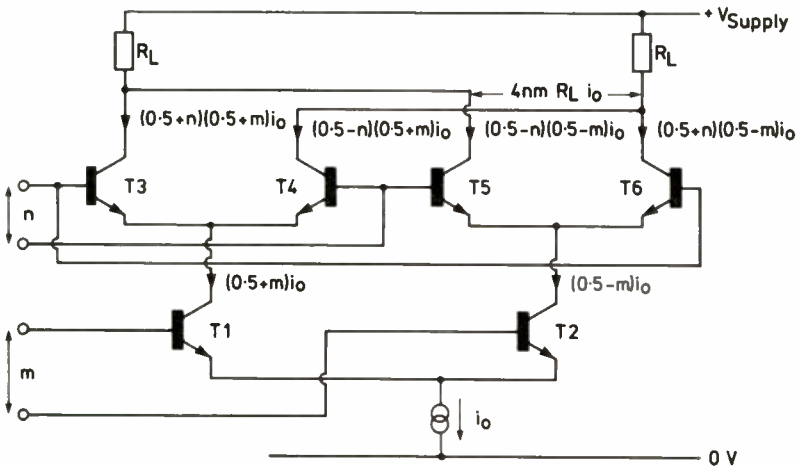 + VSupply
RL
RL
4nm RL io
(0·5+n)(0·5+m)io
(0·5-n)(0·5+m)io
(0·5-n)(0·5-m)io
(0·5+n)(0·5-m)io
T3
T4
T5
T6
n
(0·5+m)io
(0·5-m)io
T1
T2
m
io
0 V